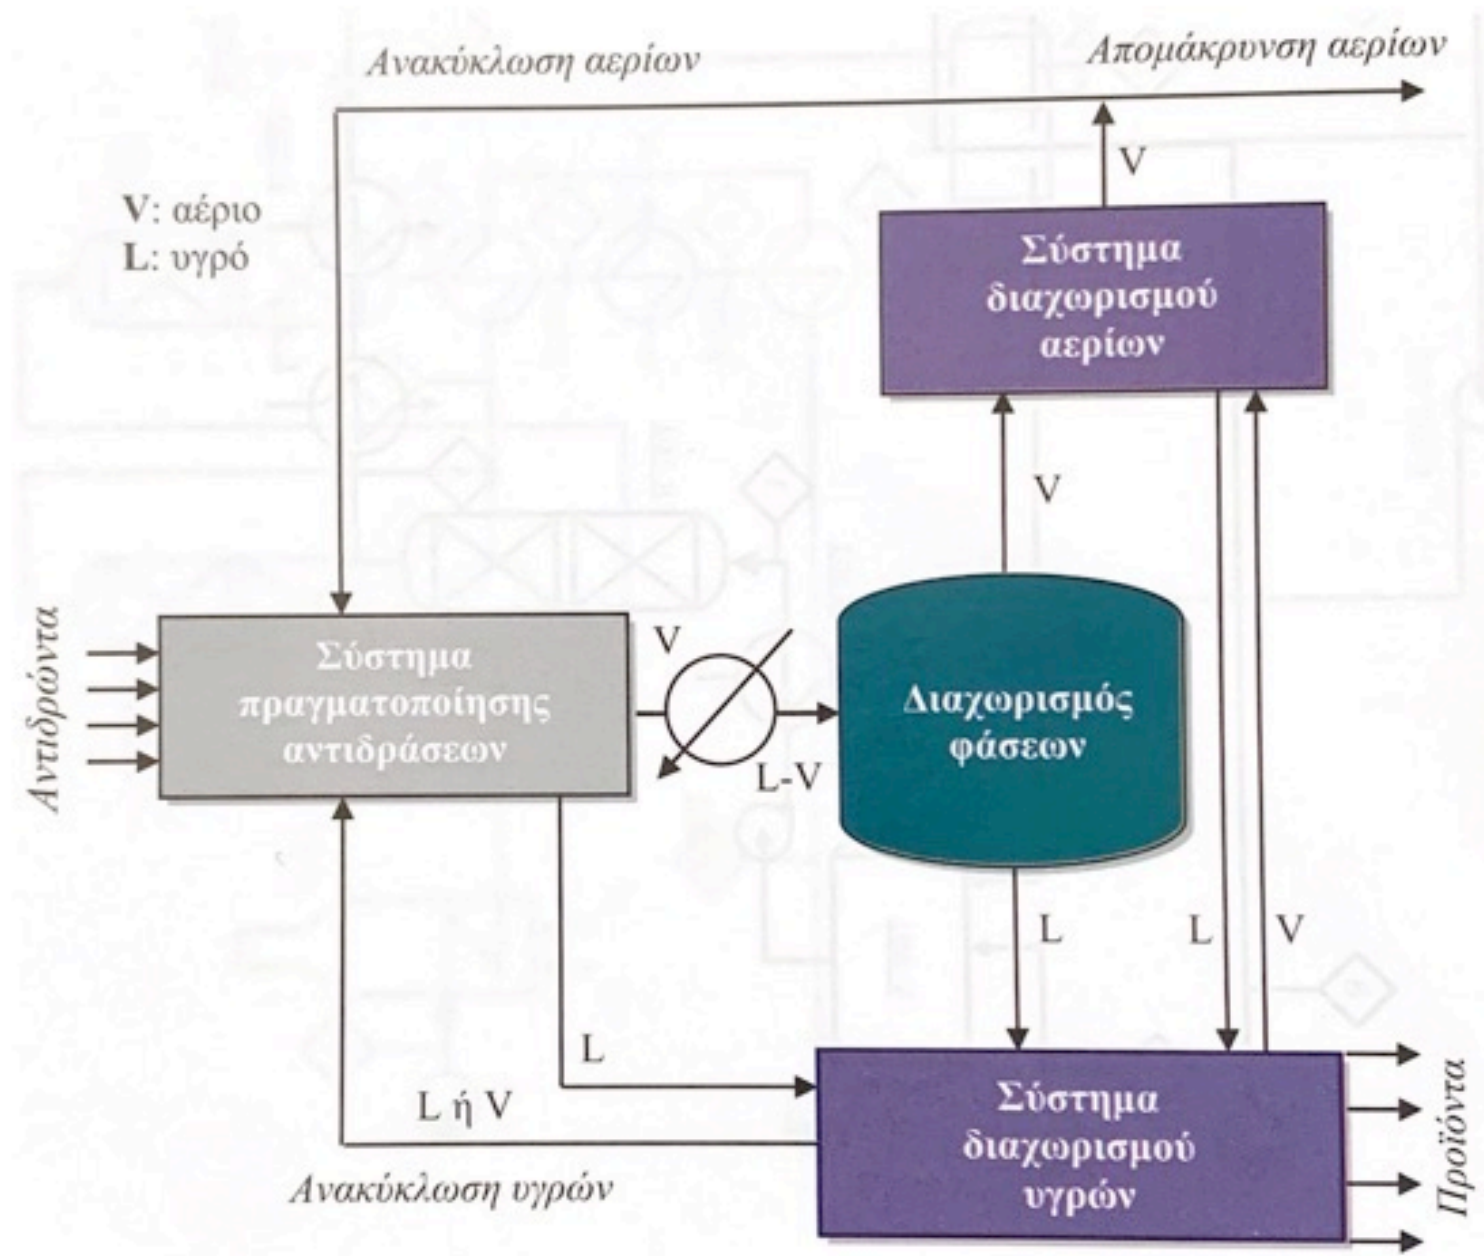 Ανακύκλωση αερίων
Απομάκρυνση αερίων
V
V: αέριο
L: υγρό
Σύστημα
διαχωρισμού
αερίων
V
Αντιδρώντα
Σύστημα
πραγματοποίησης
αντιδράσεων
V
L-V
Διαχωρισμός
φάσεων
L
L
V
L
L ή V
Ανακύκλωση υγρών
Σύστημα
διαχωρισμού
υγρών
Προϊόντα